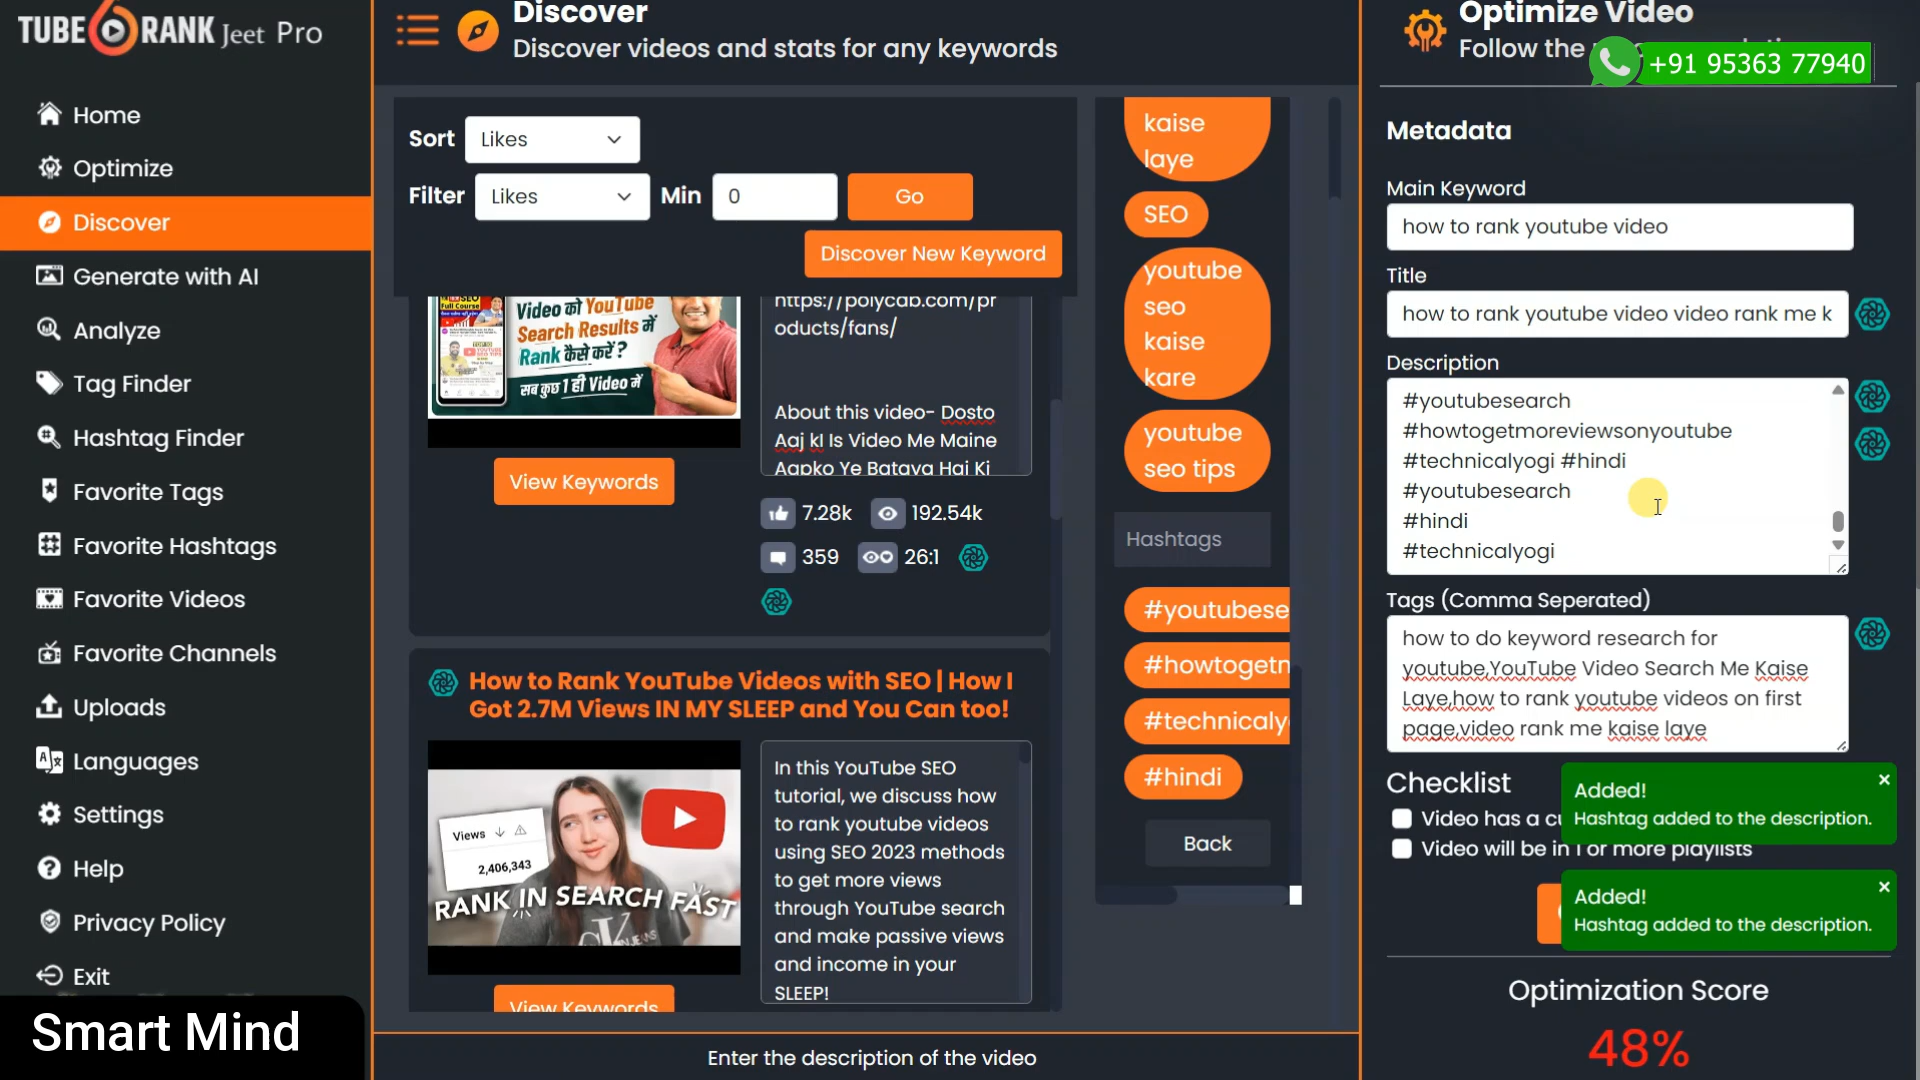 TUBE RANK Jeet Pro
Home
Optimize
Discover
Generate with AI
Analyze
Tag Finder
Hashtag Finder
Favorite Tags
Favorite Hashtags
Favorite Videos
Favorite Channels
Uploads
Languages
Settings
Help
Privacy Policy
Exit
Smart Mind
Discover
Discover videos and stats for any keywords
Sort Likes
Filter Likes Min 0 Go
Discover New Keyword
Video को YouTube
Search Results में
Rank कैसे करें ?
सब कुछ 1 ही Video में
View Keywords
https://polycab.com/pr
oducts/fans/
About this video- Dosto
Aaj kI Is Video Me Maine
Aapko Ye Bataya Hai Ki
7.28k 192.54k
359 26:1
How to Rank YouTube Videos with SEO | How I
Got 2.7M Views IN MY SLEEP and You Can too!
Views
2,406,343
RANK IN SEARCH FAST
View Keywords
In this YouTube SEO
tutorial, we discuss how
to rank youtube videos
using SEO 2023 methods
to get more views
through YouTube search
and make passive views
and income in your
SLEEP!
kaise
laye
SEO
youtube
seo
kaise
kare
youtube
seo tips
Hashtags
#youtubese
#howtogetn
#technicaly
#hindi
Back
Enter the description of the video
Optimize Video
Follow the
+91 95363 77940
Metadata
Main Keyword
how to rank youtube video
Title
how to rank youtube video video rank me k
Description
#youtubesearch
#howtogetmoreviewsonyoutube
#technicalyogi #hindi
#youtubesearch
#hindi
#technicalyogi
Tags (Comma Seperated)
how to do keyword research for
youtube,YouTube Video Search Me Kaise
Laye,how to rank youtube videos on first
page,video rank me kaise laye
Checklist
Video has a cu
Video will be in 1 or more playlists
Added!
Hashtag added to the description.
Added!
Hashtag added to the description.
Optimization Score
48%